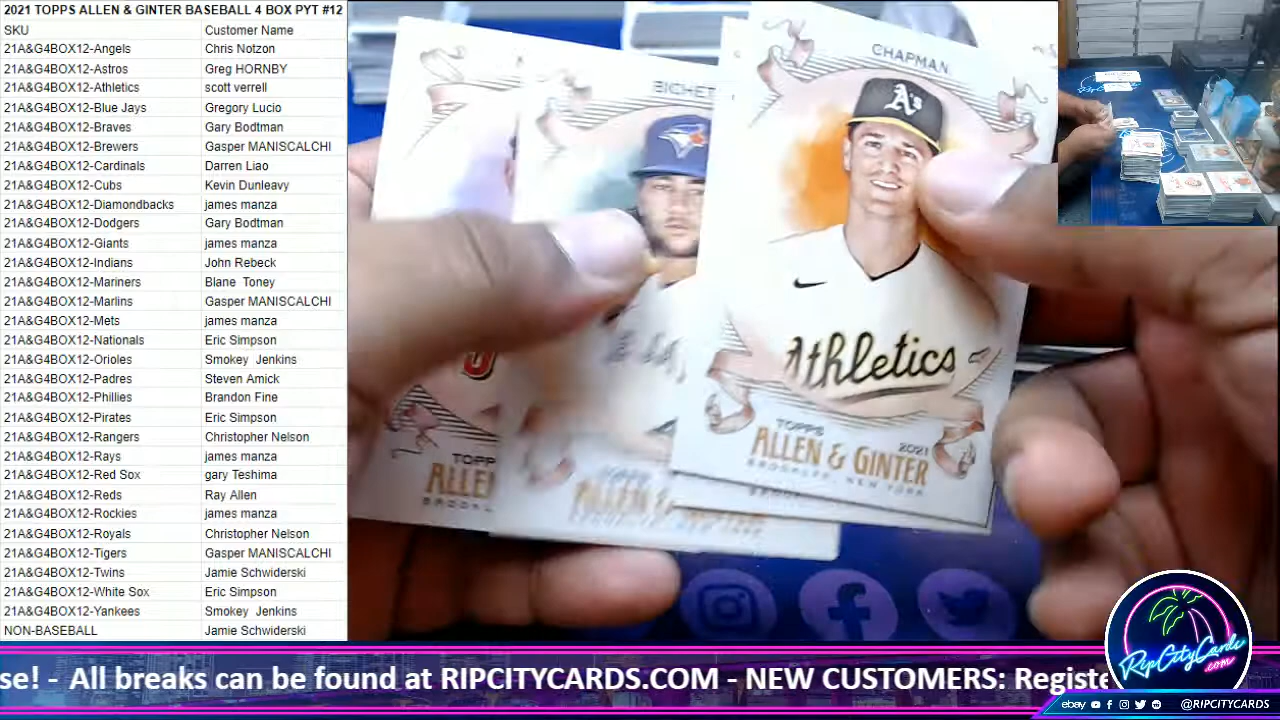 2021 TOPPS ALLEN & GINTER BASEBALL 4 BOX PYT #12
SKU Customer Name
21A&G4BOX12-Angels Chris Notzon
21A&G4BOX12-Astros Greg HORNBY
21A&G4BOX12-Athletics scott verrell
21A&G4BOX12-Blue Jays Gregory Lucio
21A&G4BOX12-Braves Gary Bodtman
21A&G4BOX12-Brewers Gasper MANISCALCHI
21A&G4BOX12-Cardinals Darren Liao
21A&G4BOX12-Cubs Kevin Dunleavy
21A&G4BOX12-Diamondbacks james manza
21A&G4BOX12-Dodgers Gary Bodtman
21A&G4BOX12-Giants james manza
21A&G4BOX12-Indians John Rebeck
21A&G4BOX12-Mariners Blane Toney
21A&G4BOX12-Marlins Gasper MANISCALCHI
21A&G4BOX12-Mets james manza
21A&G4BOX12-Nationals Eric Simpson
21A&G4BOX12-Orioles Smokey Jenkins
21A&G4BOX12-Padres Steven Amick
21A&G4BOX12-Phillies Brandon Fine
21A&G4BOX12-Pirates Eric Simpson
21A&G4BOX12-Rangers Christopher Nelson
21A&G4BOX12-Rays james manza
21A&G4BOX12-Red Sox gary Teshima
21A&G4BOX12-Reds Ray Allen
21A&G4BOX12-Rockies james manza
21A&G4BOX12-Royals Christopher Nelson
21A&G4BOX12-Tigers Gasper MANISCALCHI
21A&G4BOX12-Twins Jamie Schwiderski
21A&G4BOX12-White Sox Eric Simpson
21A&G4BOX12-Yankees Smokey Jenkins
NON-BASEBALL Jamie Schwiderski
CHAPMAN
A's
Athletics
TOPPS 2021
ALLEN & GINTER
BROOKLYN, NEW YORK
BICHET
TOPP
ALLE
BROOK
RipCityCards
.com
se! - All breaks can be found at RIPCITYCARDS.COM - NEW CUSTOMERS: Registe
ebay @RIPCITYCARDS